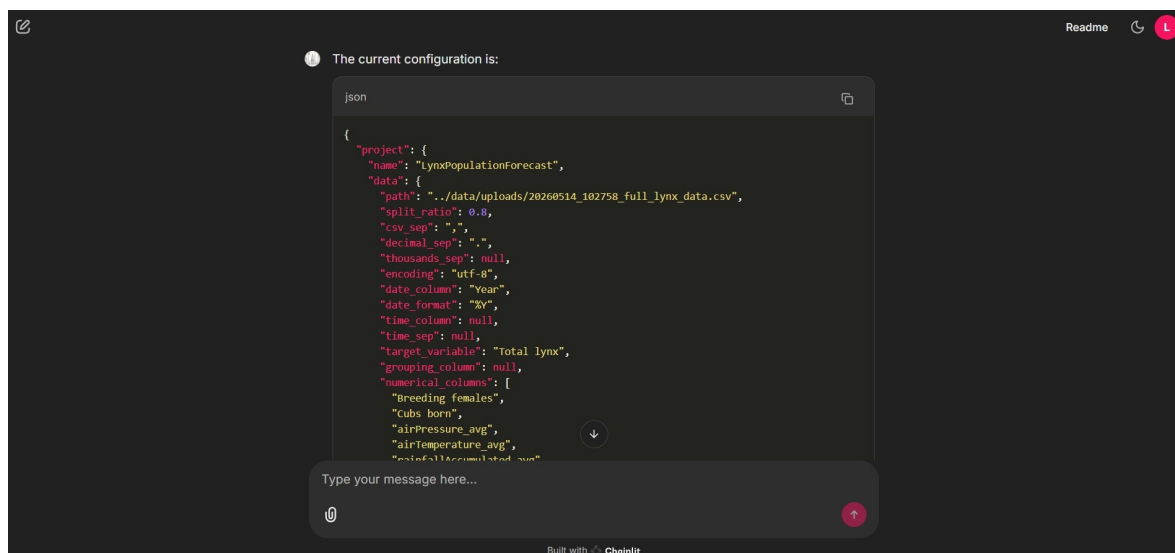 Readme
L
The current configuration is:
json
{
"project": {
"name": "LynxPopulationForecast",
"data": {
"path": "../data/uploads/20260514_102758_full_lynx_data.csv",
"split_ratio": 0.8,
"csv_sep": ",",
"decimal_sep": ".",
"thousands_sep": null,
"encoding": "utf-8",
"date_column": "Year",
"date_format": "%Y",
"time_column": null,
"time_sep": null,
"target_variable": "Total lynx",
"grouping_column": null,
"numerical_columns": [
"Breeding females",
"Cubs born",
"airPressure_avg",
"airTemperature_avg",
"rainfallAccumulated_avg"
Type your message here...
Built with Chainlit